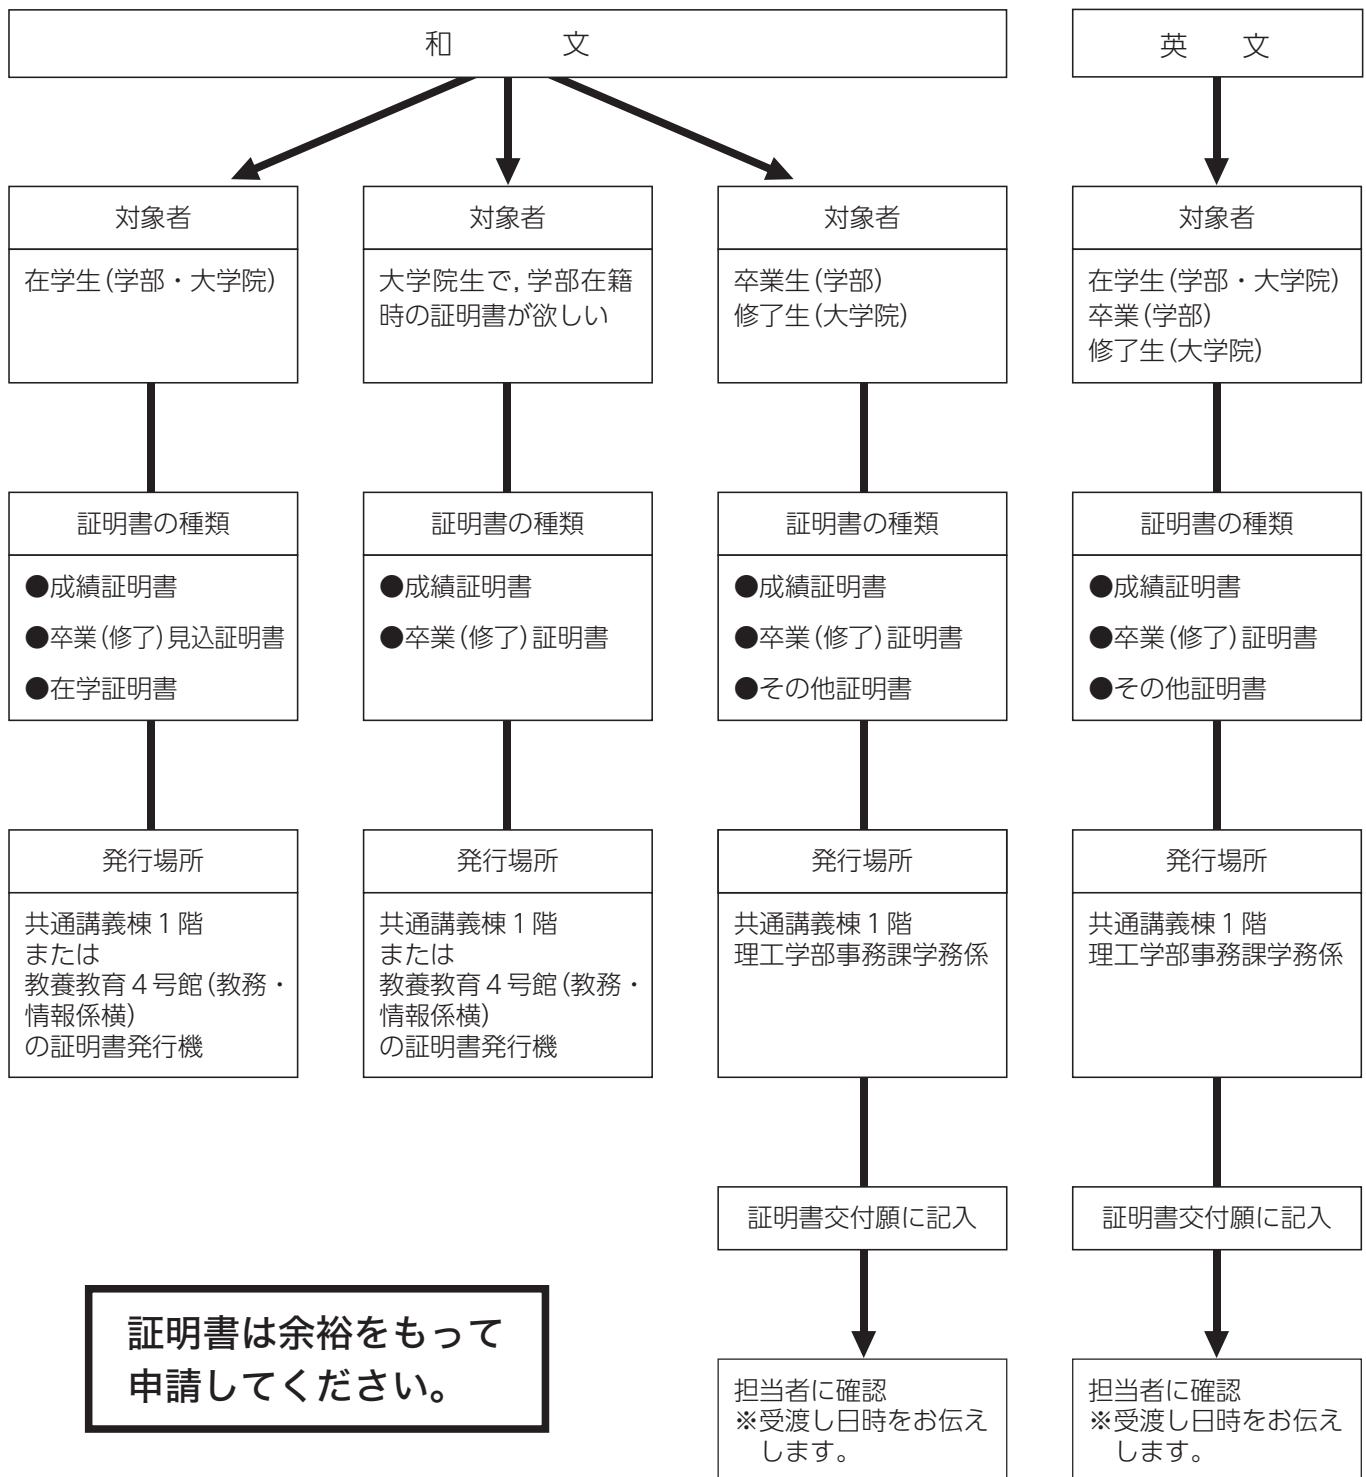 和　文
対象者
在学生(学部・大学院)
証明書の種類
●成績証明書
●卒業(修了)見込証明書
●在学証明書
発行場所
共通講義棟1階
または
教養教育4号館(教務・
情報係横)
の証明書発行機
対象者
大学院生で,学部在籍
時の証明書が欲しい
証明書の種類
●成績証明書
●卒業(修了)証明書
発行場所
共通講義棟1階
または
教養教育4号館(教務・
情報係横)
の証明書発行機
対象者
卒業生(学部)
修了生(大学院)
証明書の種類
●成績証明書
●卒業(修了)証明書
●その他証明書
発行場所
共通講義棟1階
理工学部事務課学務係
証明書交付願に記入
担当者に確認
※受渡し日時をお伝え
します。
英　文
対象者
在学生(学部・大学院)
卒業(学部)
修了生(大学院)
証明書の種類
●成績証明書
●卒業(修了)証明書
●その他証明書
発行場所
共通講義棟1階
理工学部事務課学務係
証明書交付願に記入
担当者に確認
※受渡し日時をお伝え
します。
証明書は余裕をもって
申請してください。